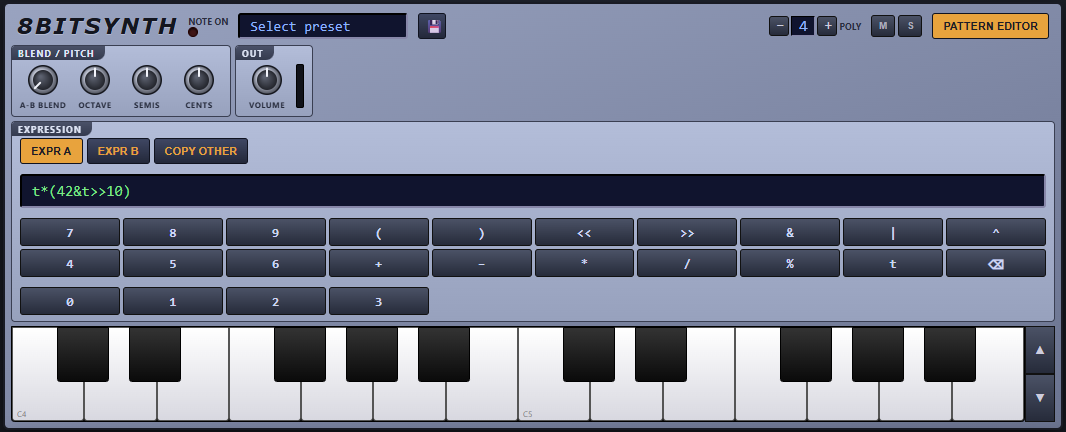 8BITSYNTH NOTE ON Select preset − 4 + POLY M S PATTERN EDITOR
BLEND / PITCH OUT
A-B BLEND OCTAVE SEMIS CENTS VOLUME
EXPRESSION
EXPR A EXPR B COPY OTHER
t*(42&t>>10)
7 8 9 ( ) << >> & | ^
4 5 6 + − * / % t ⌫
0 1 2 3
▲
▼
C4 C5